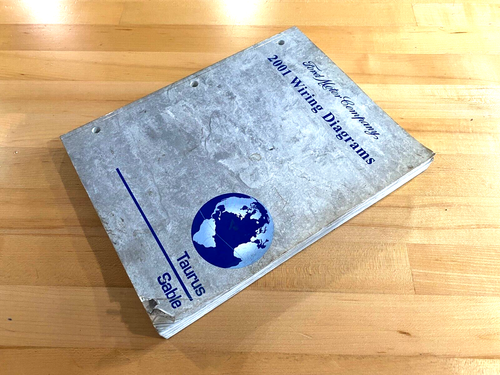 Ford Motor Company,
2001 Wiring Diagrams
Taurus
Sable